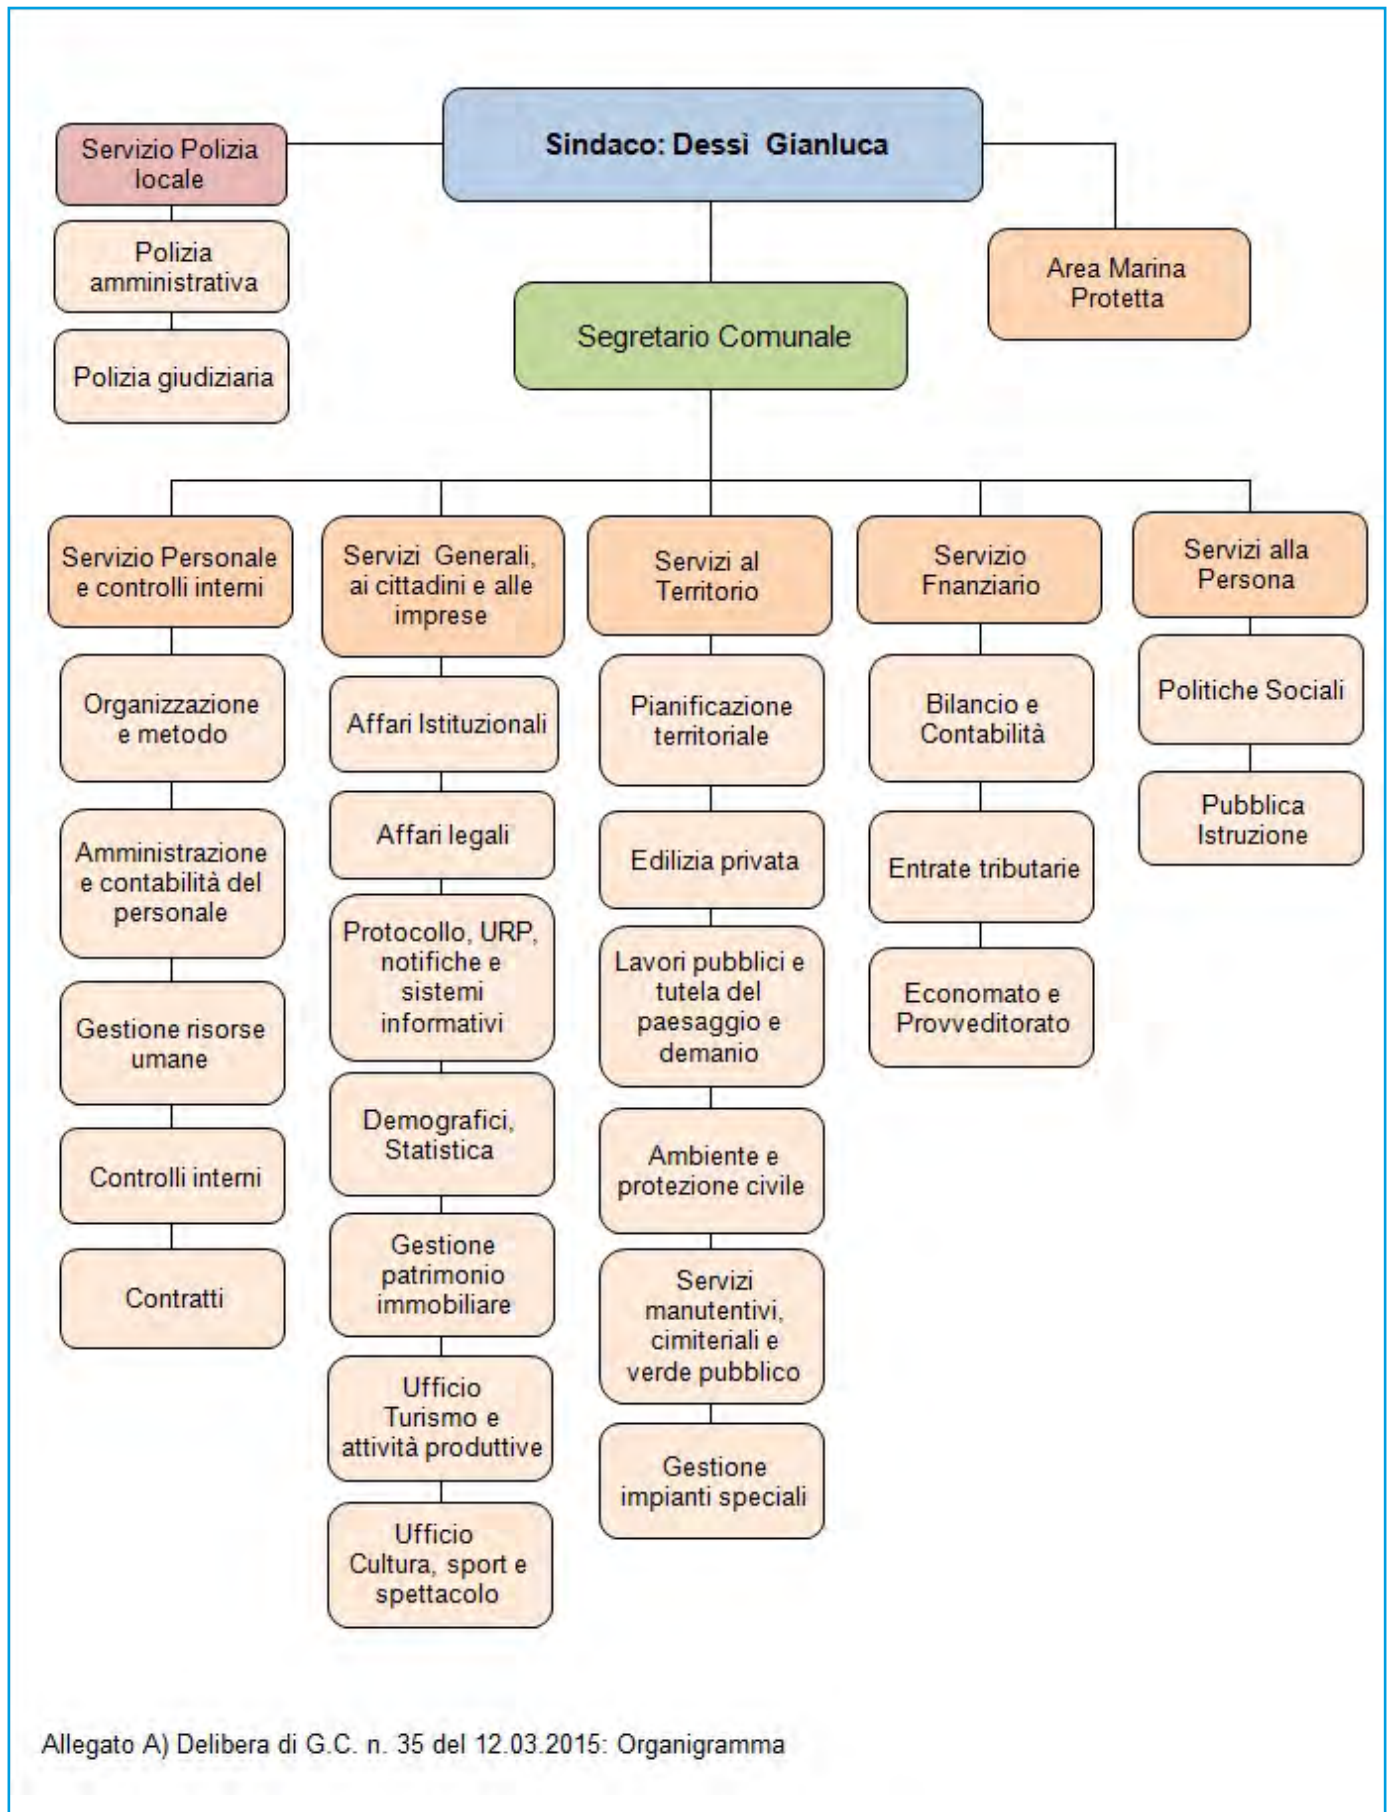 Sindaco: Dessì  Gianluca
Servizio Polizia
locale
Polizia
amministrativa
Polizia giudiziaria
Area Marina
Protetta
Segretario Comunale
Servizio Personale
e controlli interni
Organizzazione
e metodo
Amministrazione
e contabilità del
personale
Gestione risorse
umane
Controlli interni
Contratti
Servizi  Generali,
ai cittadini e alle
imprese
Affari Istituzionali
Affari legali
Protocollo, URP,
notifiche e
sistemi
informativi
Demografici,
Statistica
Gestione
patrimonio
immobiliare
Ufficio
Turismo e
attività produttive
Ufficio
Cultura, sport e
spettacolo
Servizi al
Territorio
Pianificazione
territoriale
Edilizia privata
Lavori pubblici e
tutela del
paesaggio e
demanio
Ambiente e
protezione civile
Servizi
manutentivi,
cimiteriali e
verde pubblico
Gestione
impianti speciali
Servizio
Fnanziario
Bilancio e
Contabilità
Entrate tributarie
Economato e
Provveditorato
Servizi alla
Persona
Politiche Sociali
Pubblica
Istruzione
Allegato A) Delibera di G.C. n. 35 del 12.03.2015: Organigramma